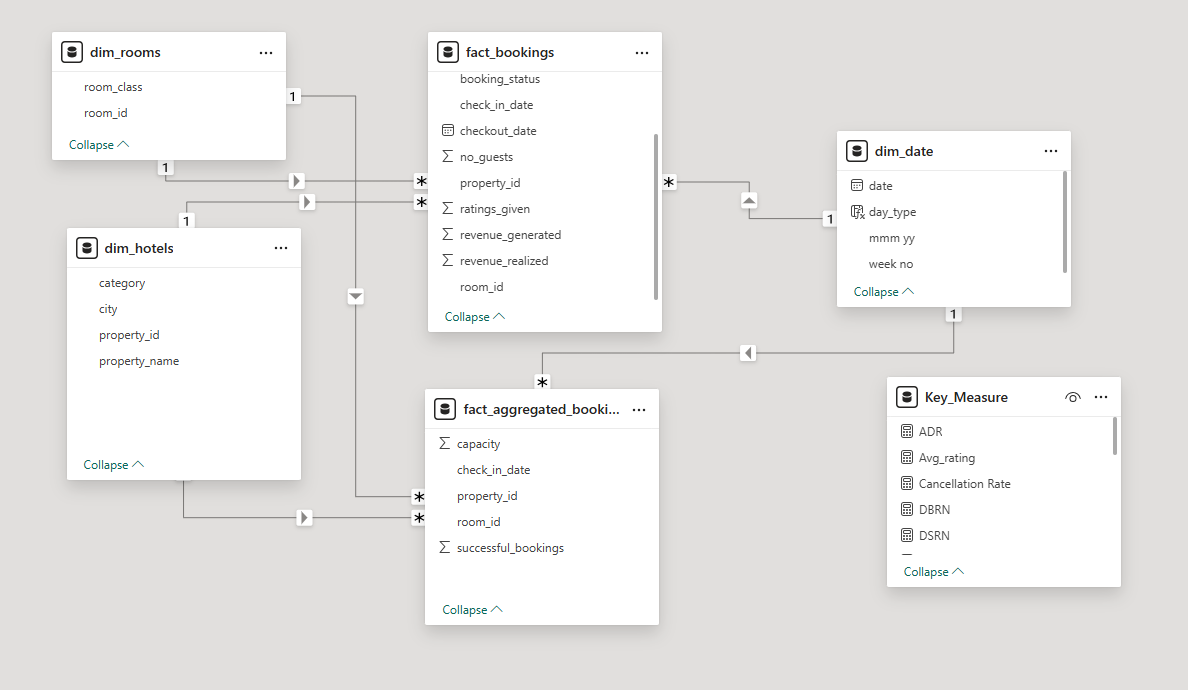 dim_rooms
room_class
room_id
Collapse
1
1
fact_bookings
booking_status
check_in_date
checkout_date
no_guests
property_id
ratings_given
revenue_generated
revenue_realized
room_id
Collapse
*
*
*
dim_date
date
day_type
mmm yy
week no
Collapse
1
1
1
dim_hotels
category
city
property_id
property_name
Collapse
*
fact_aggregated_booki...
capacity
check_in_date
property_id
room_id
successful_bookings
Collapse
*
*
Key_Measure
ADR
Avg_rating
Cancellation Rate
DBRN
DSRN
Collapse